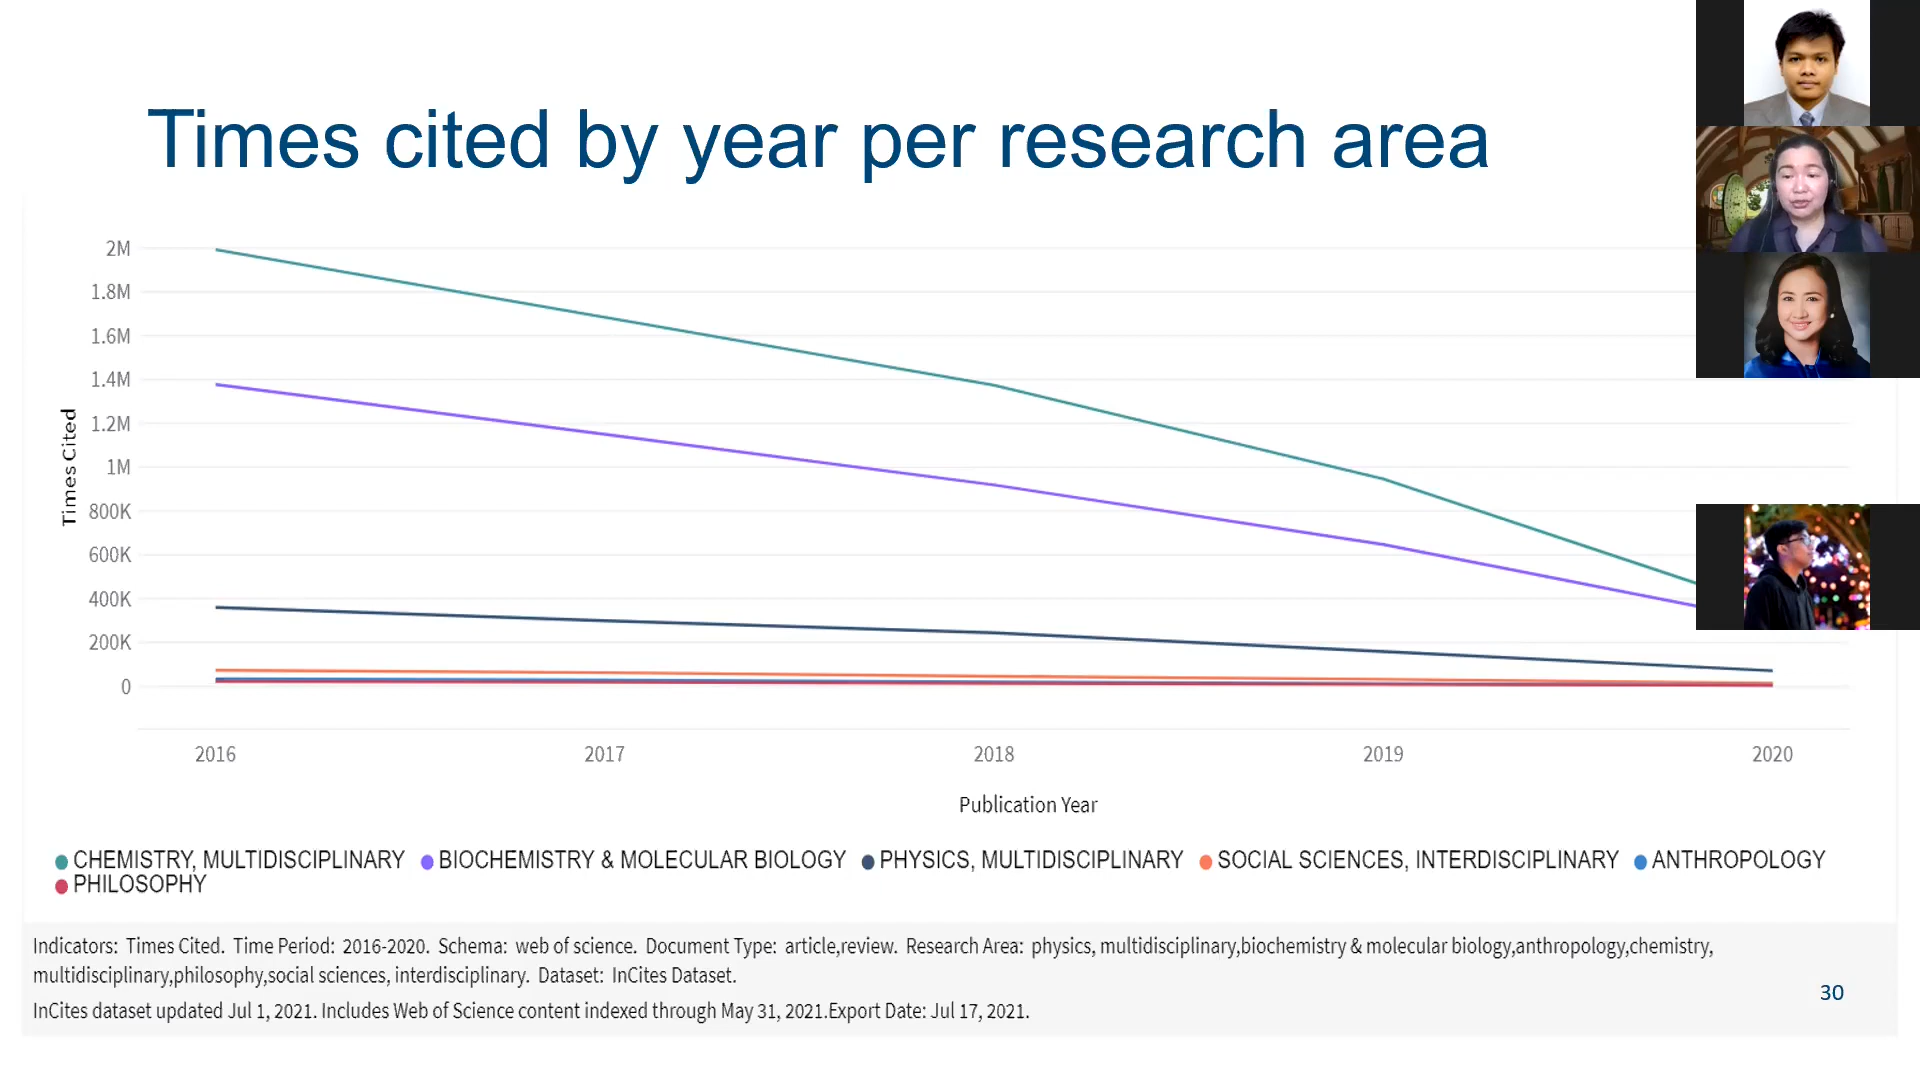 Times cited by year per research area
2M
1.8M
1.6M
1.4M
1.2M
1M
800K
600K
400K
200K
0
Times Cited
2016 2017 2018 2019 2020
Publication Year
CHEMISTRY, MULTIDISCIPLINARY BIOCHEMISTRY & MOLECULAR BIOLOGY PHYSICS, MULTIDISCIPLINARY SOCIAL SCIENCES, INTERDISCIPLINARY ANTHROPOLOGY
PHILOSOPHY
Indicators: Times Cited. Time Period: 2016-2020. Schema: web of science. Document Type: article,review. Research Area: physics, multidisciplinary,biochemistry & molecular biology,anthropology,chemistry,
multidisciplinary,philosophy,social sciences, interdisciplinary. Dataset: InCites Dataset.
InCites dataset updated Jul 1, 2021. Includes Web of Science content indexed through May 31, 2021.Export Date: Jul 17, 2021.
30